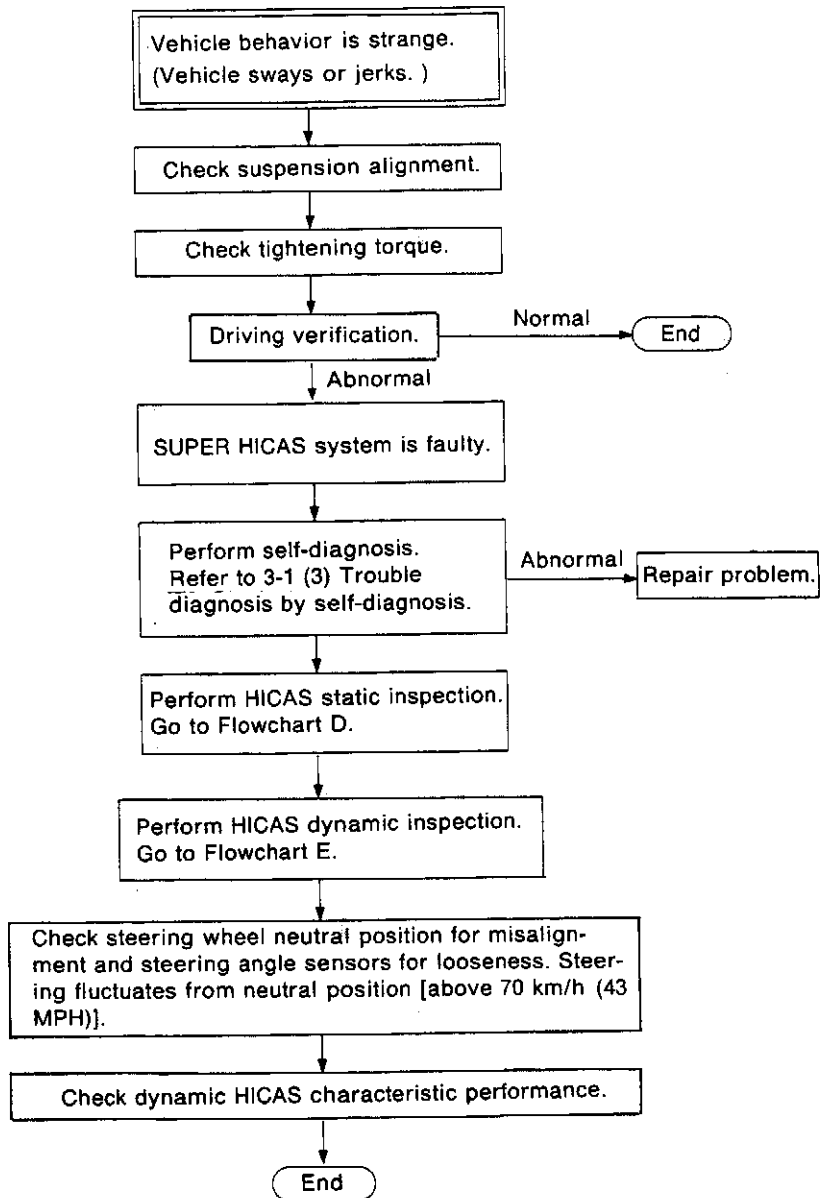 Vehicle behavior is strange.
(Vehicle sways or jerks. )
Check suspension alignment.
Check tightening torque.
Driving verification.
Normal
End
Abnormal
SUPER HICAS system is faulty.
Perform self-diagnosis.
Refer to 3-1 (3) Trouble
diagnosis by self-diagnosis.
Abnormal
Repair problem.
Perform HICAS static inspection.
Go to Flowchart D.
Perform HICAS dynamic inspection.
Go to Flowchart E.
Check steering wheel neutral position for misalign-
ment and steering angle sensors for looseness. Steer-
ing fluctuates from neutral position [above 70 km/h (43
MPH)].
Check dynamic HICAS characteristic performance.
End